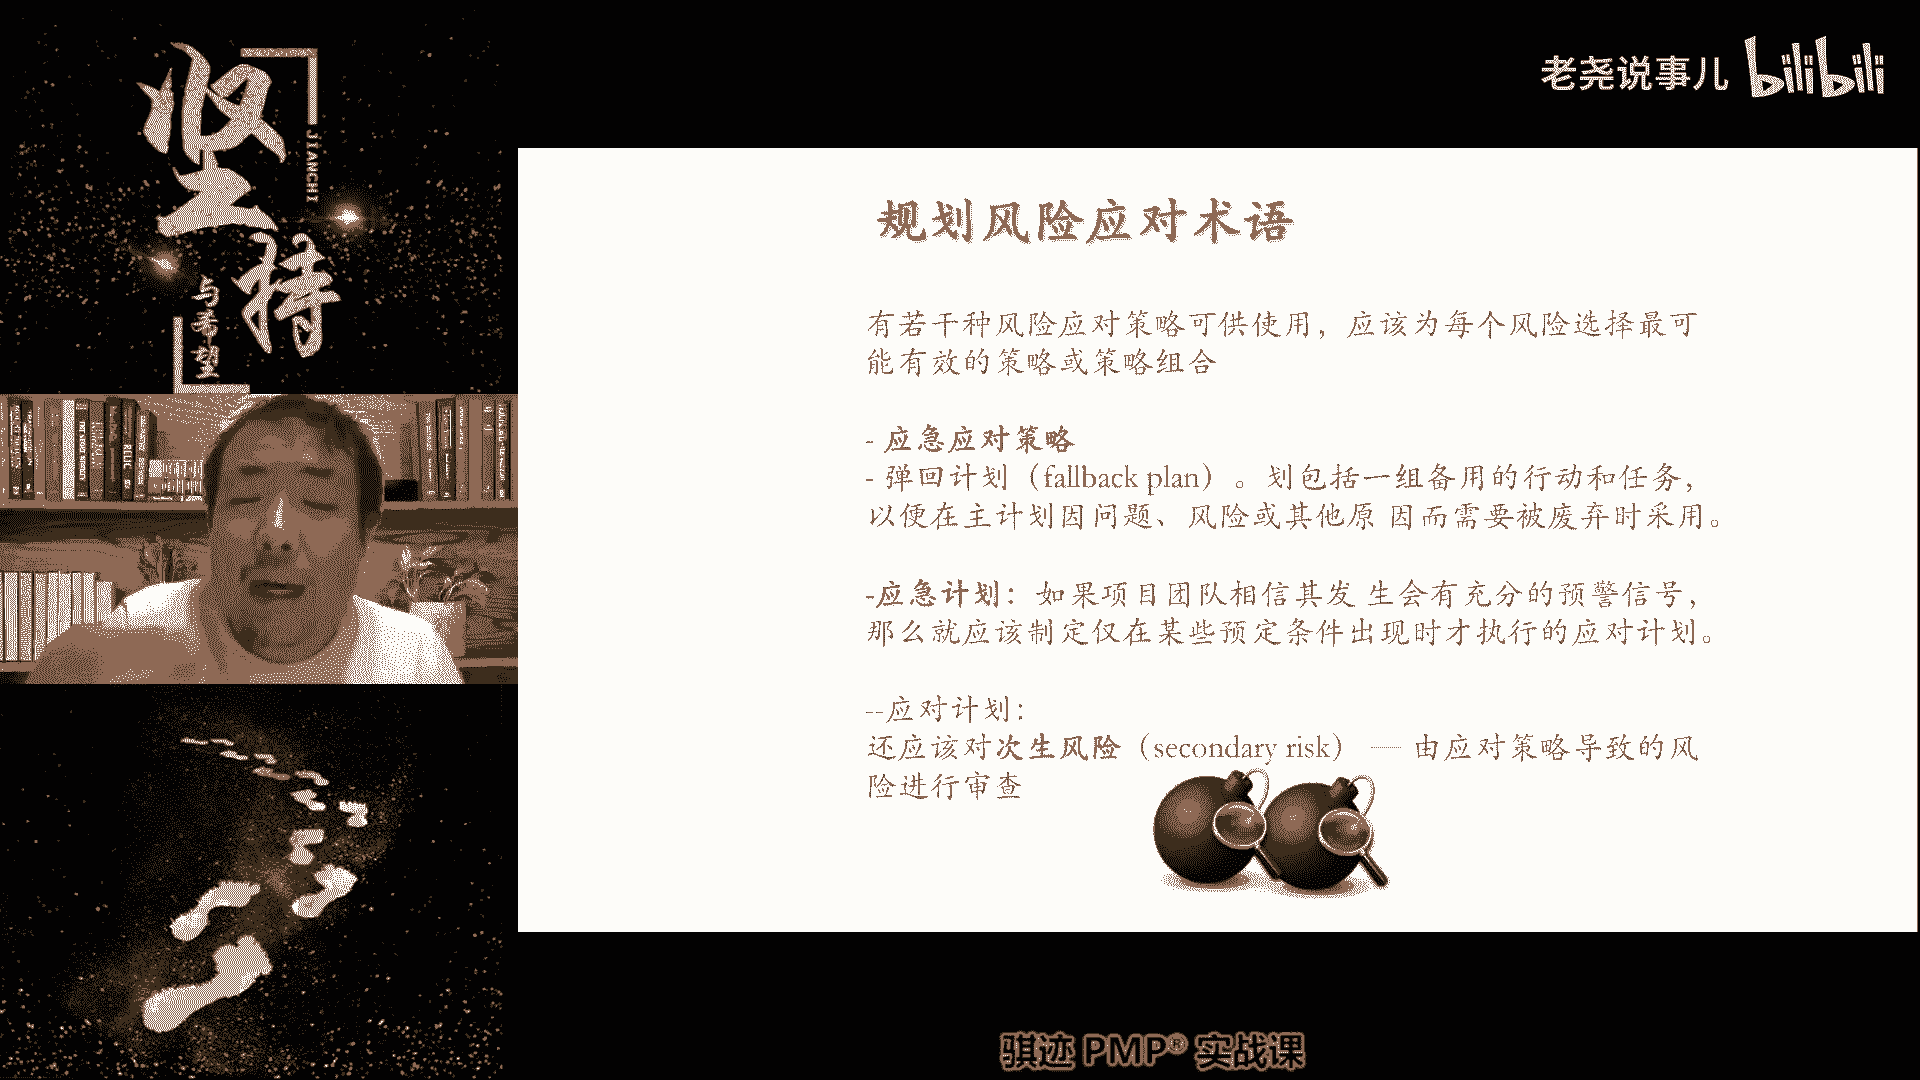 坚持
JIANCHI
与希望
老尧说事儿 bilibili
规划风险应对术语
有若干种风险应对策略可供使用，应该为每个风险选择最可
能有效的策略或策略组合
- 应急应对策略
- 弹回计划（fallback plan）。划包括一组备用的行动和任务，
以便在主计划因问题、风险或其他原 因而需要被废弃时采用。
-应急计划：如果项目团队相信其发 生会有充分的预警信号，
那么就应该制定仅在某些预定条件出现时才执行的应对计划。
--应对计划：
还应该对次生风险（secondary risk） — 由应对策略导致的风
险进行审查
骐迹 PMP® 实战课